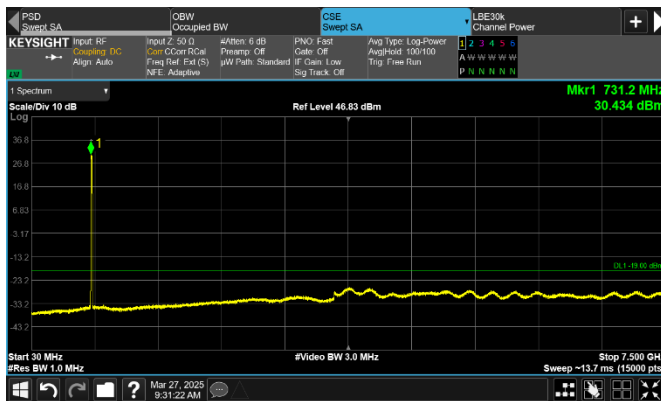 PSD
Swept SA
OBW
Occupied BW
CSE
Swept SA
LBE30k
Channel Power
KEYSIGHT
Input: RF
Coupling: DC
Align: Auto
Input Z: 50 Ω
Corr CCorr RCal
Freq Ref: Ext (S)
NFE: Adaptive
#Atten: 6 dB
Preamp: Off
µW Path: Standard
PNO: Fast
Gate: Off
IF Gain: Low
Sig Track: Off
Avg Type: Log-Power
Avg|Hold: 100/100
Trig: Free Run
1 2 3 4 5 6
A W W W W W
P N N N N N
LXI
1 Spectrum
Scale/Div 10 dB
Ref Level 46.83 dBm
Mkr1 731.2 MHz
30.434 dBm
Log
1
36.8
26.8
16.8
6.83
-3.17
-13.2
DL1 -19.00 dBm
-23.2
-33.2
-43.2
Start 30 MHz
#Video BW 3.0 MHz
Stop 7.500 GH
#Res BW 1.0 MHz
Sweep ~13.7 ms (15000 pts
?
Mar 27, 2025
9:31:22 AM